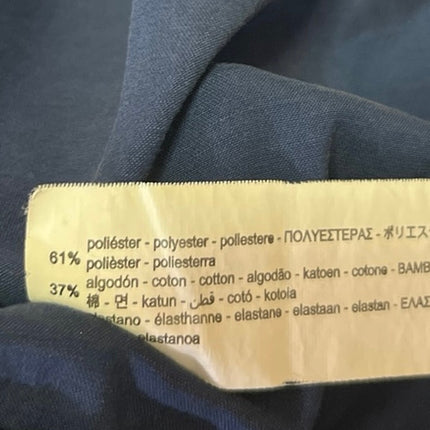 61% poliéster - polyester - poliestere - ΠΟΛΥΕΣΤΕΡΑΣ - ポリエス
polièster - poliesterra
37% algodón - coton - cotton - algodão - katoen - cotone - BAMB
棉 - 면 - katun - قطن - cotó - kotoia
elastano - élasthanne - elastane - elastaan - elastan - ΕΛΑΣ
elastanoa